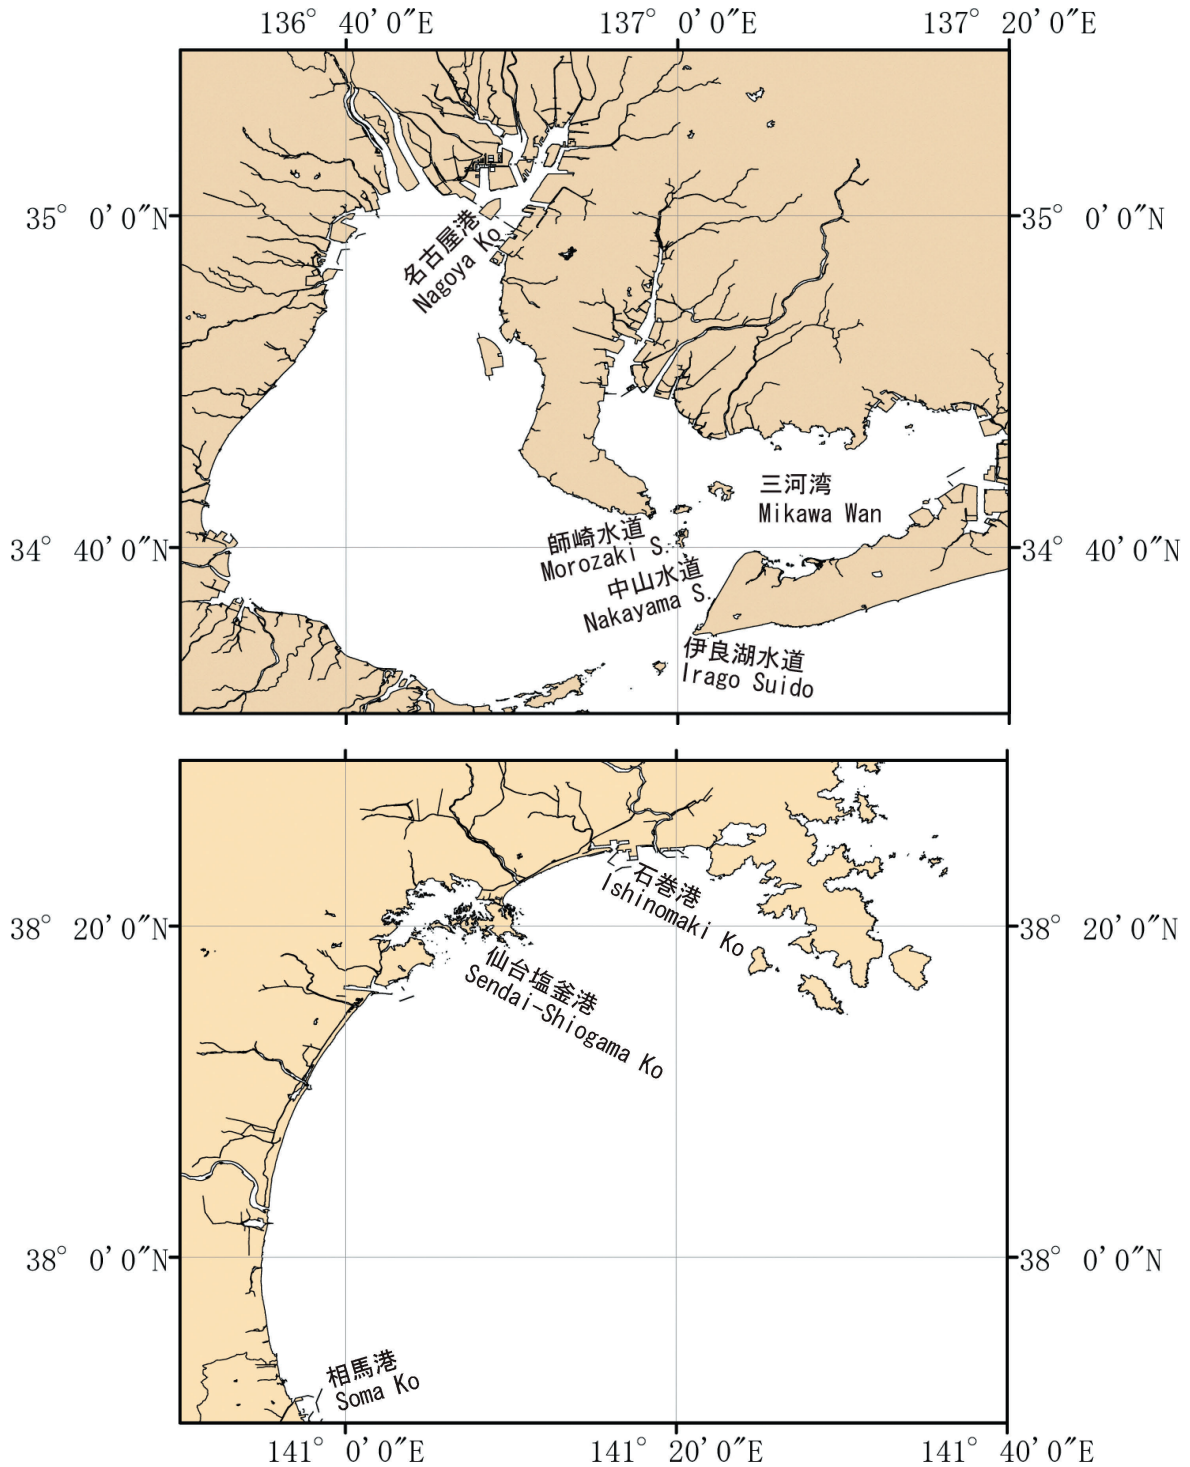 136° 40′0″E
137° 0′0″E
137° 20′0″E
35° 0′0″N
35° 0′0″N
名古屋港
Nagoya Ko
三河湾
Mikawa Wan
師崎水道
Morozaki S.
34° 40′0″N
34° 40′0″N
中山水道
Nakayama S.
伊良湖水道
Irago Suido
石巻港
Ishinomaki Ko
38° 20′0″N
38° 20′0″N
仙台塩釜港
Sendai-Shiogama Ko
38° 0′0″N
38° 0′0″N
相馬港
Soma Ko
141° 0′0″E
141° 20′0″E
141° 40′0″E